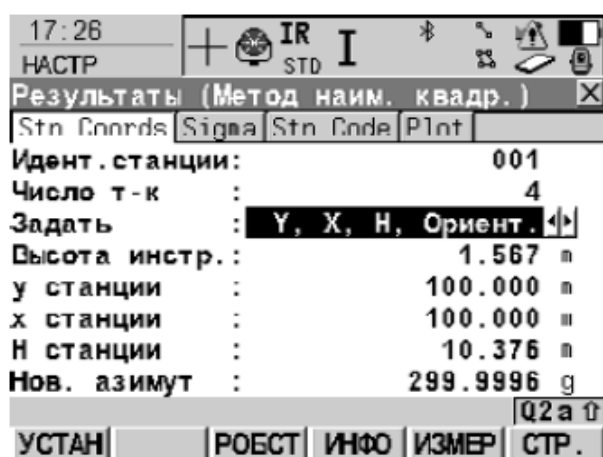 17:26
НАСТР
IR
STD
I
Результаты (Метод наим. квадр.)
Stn Coords Sigma Stn Code Plot
Идент.станции: 001
Число т-к : 4
Задать : Y, X, H, Ориент.
Высота инстр.: 1.567 m
y станции : 100.000 m
x станции : 100.000 m
H станции : 10.376 m
Нов. азимут : 299.9996 g
Q2a
УСТАН РОБСТ ИНФО ИЗМЕР СТР.